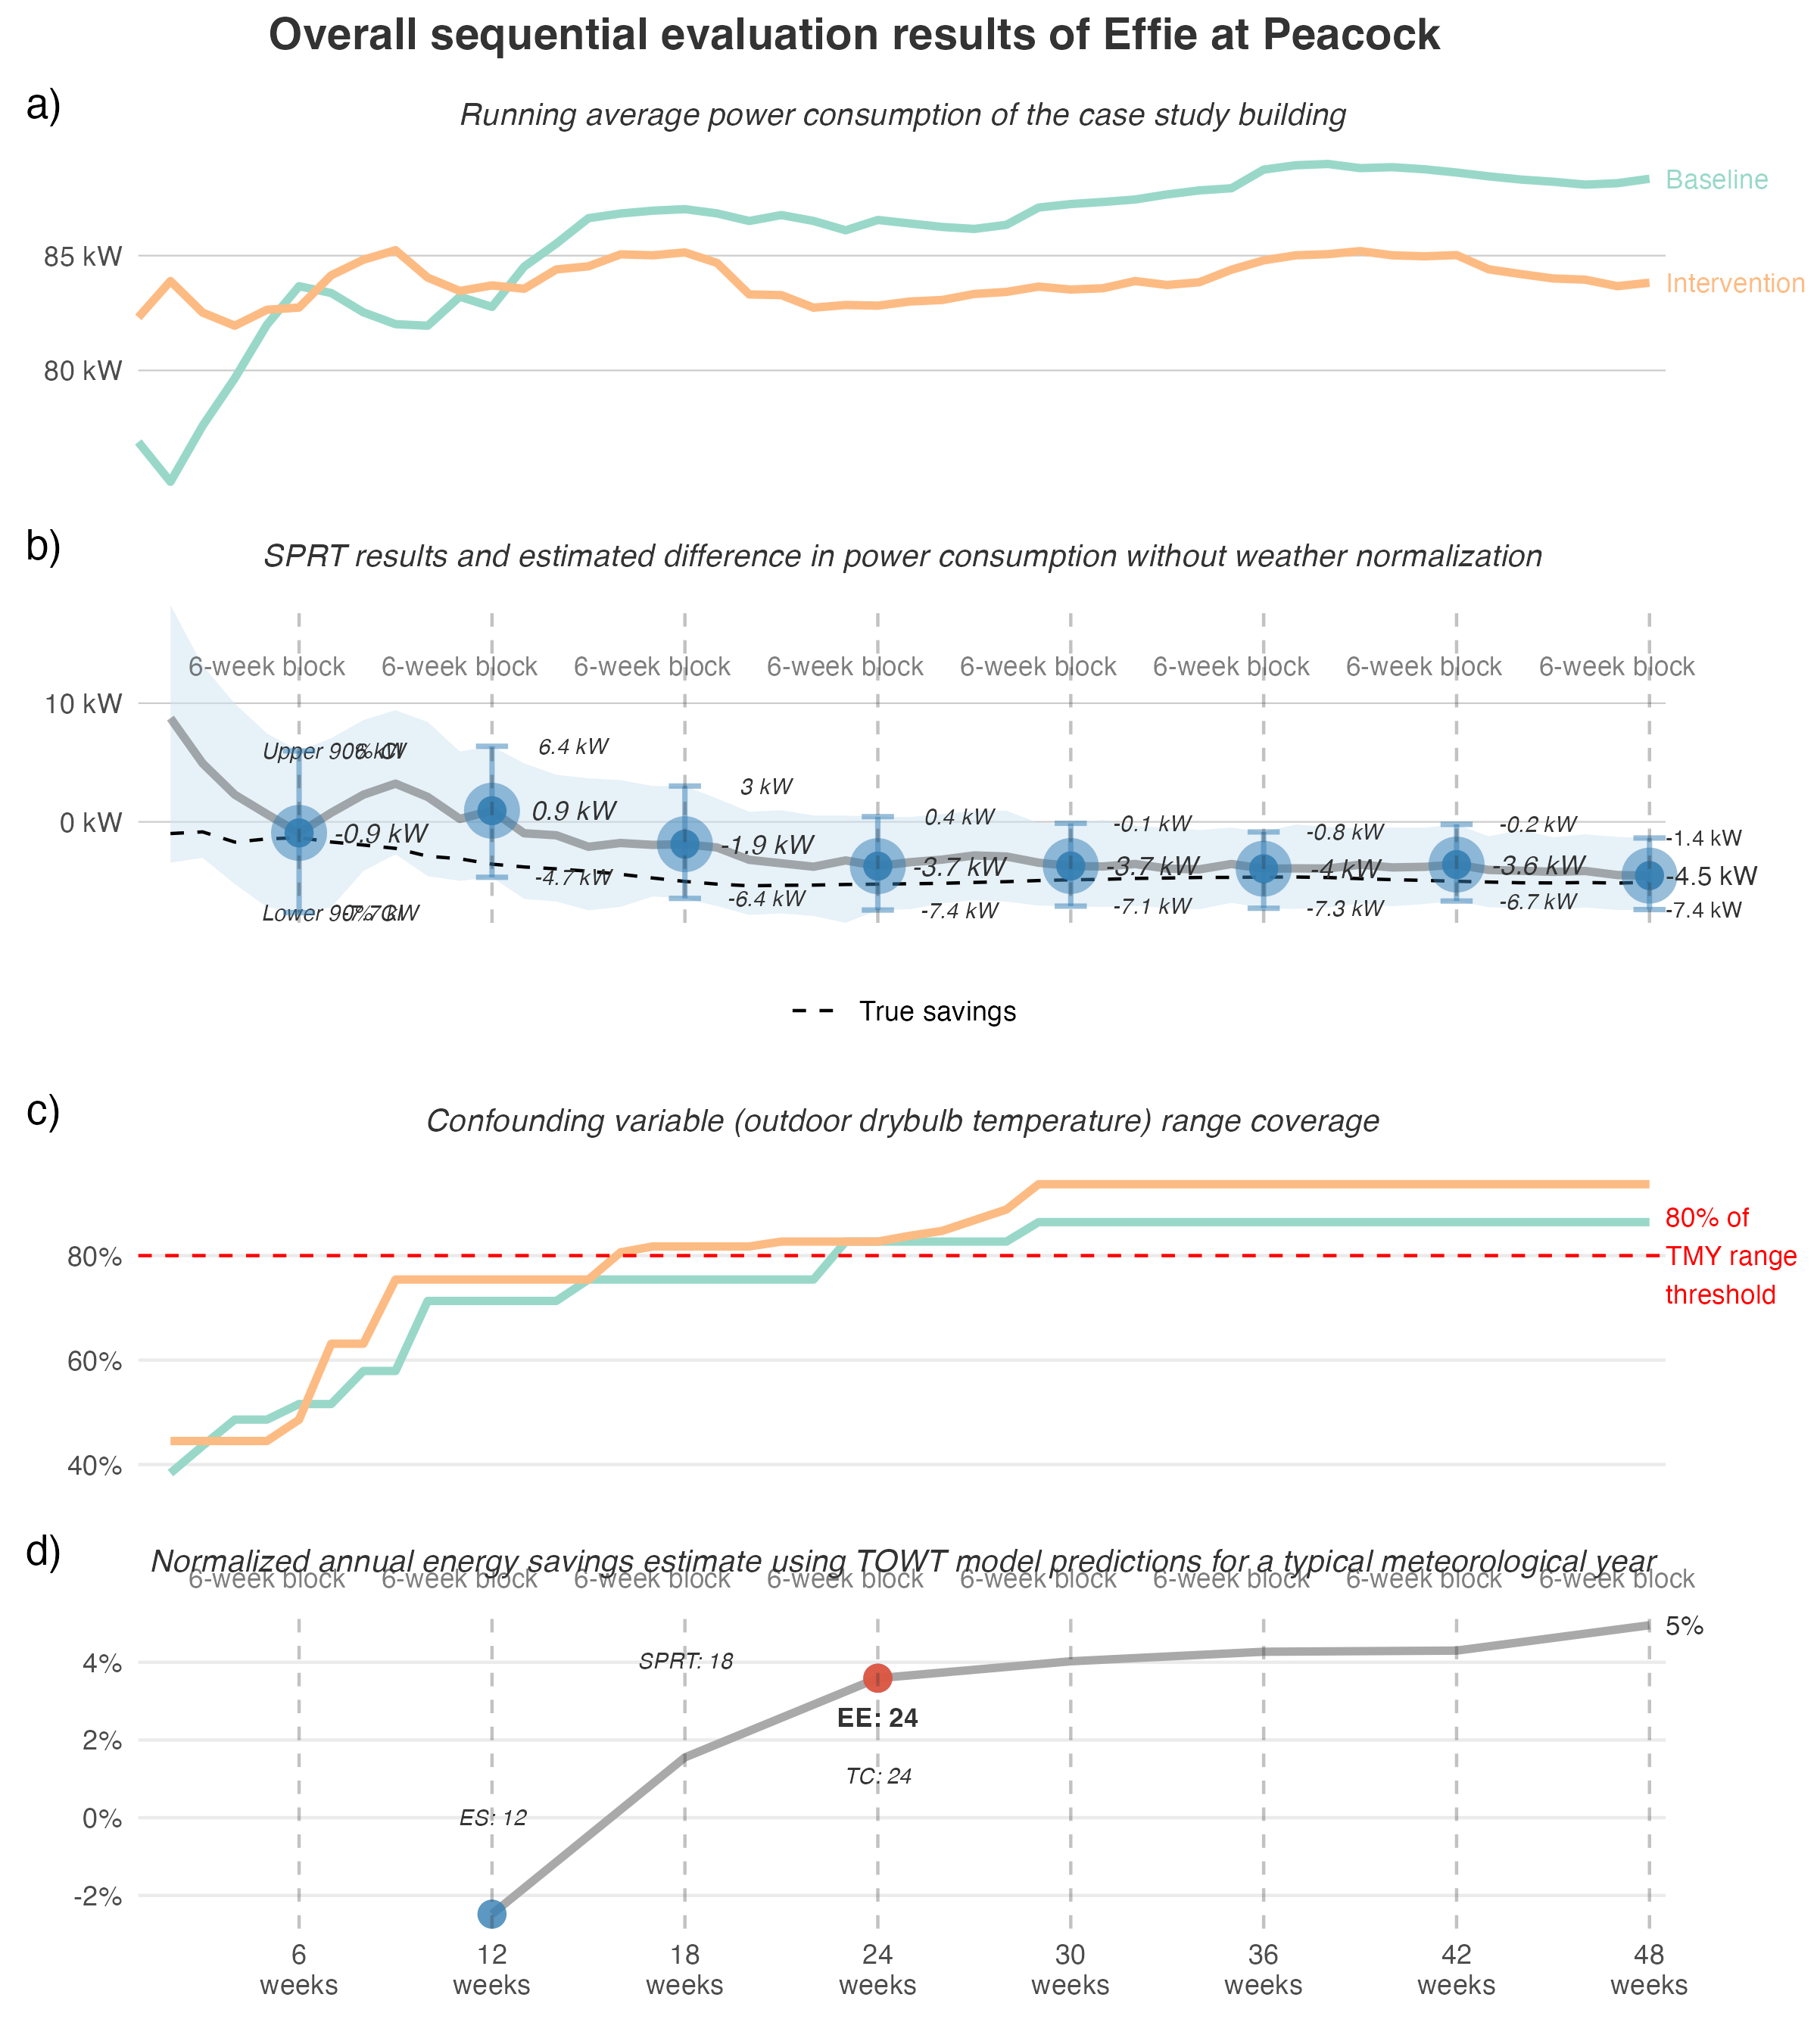 Overall sequential evaluation results of Effie at Peacock
a)
Running average power consumption of the case study building
Baseline
85 kW
Intervention
80 kW
b)
SPRT results and estimated difference in power consumption without weather normalization
6-week block 6-week block 6-week block 6-week block 6-week block 6-week block 6-week block 6-week block
10 kW
Upper 90% CI 6 kW 6.4 kW 3 kW 0.4 kW -0.1 kW -0.8 kW -0.2 kW -1.4 kW
0 kW
-0.9 kW 0.9 kW -1.9 kW -3.7 kW -3.7 kW -4 kW -3.6 kW -4.5 kW
Lower 90% CI -7.7 kW -4.7 kW -6.4 kW -7.4 kW -7.1 kW -7.3 kW -6.7 kW -7.4 kW
True savings
c)
Confounding variable (outdoor drybulb temperature) range coverage
80% of
TMY range
threshold
80%
60%
40%
d)
Normalized annual energy savings estimate using TOWT model predictions for a typical meteorological year
6-week block 6-week block 6-week block 6-week block 6-week block 6-week block 6-week block 6-week block
5%
4%
SPRT: 18
EE: 24
2%
TC: 24
0%
ES: 12
-2%
6 12 18 24 30 36 42 48
weeks weeks weeks weeks weeks weeks weeks weeks